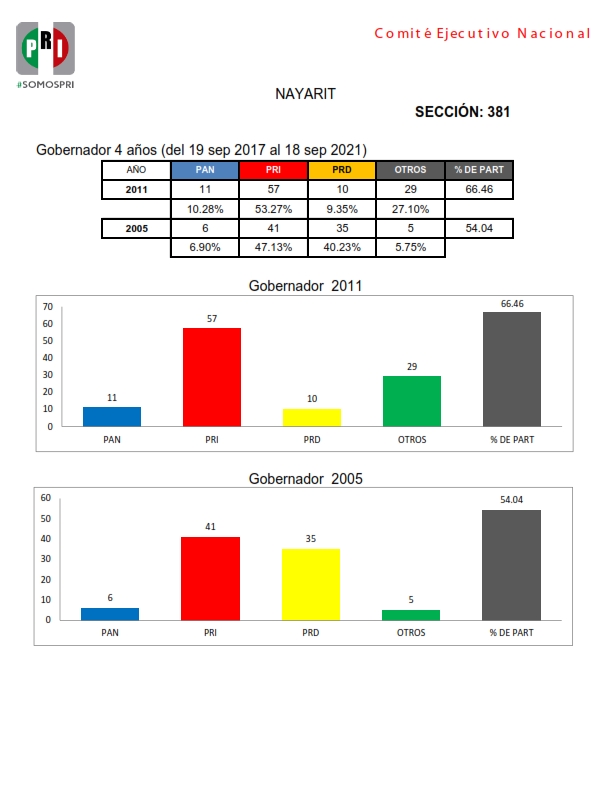 Comité Ejecutivo Nacional
PRI
#SOMOSPRI
NAYARIT
SECCIÓN: 381
Gobernador 4 años (del 19 sep 2017 al 18 sep 2021)
AÑO PAN PRI PRD OTROS % DE PART
2011 11 57 10 29 66.46
10.28% 53.27% 9.35% 27.10%
2005 6 41 35 5 54.04
6.90% 47.13% 40.23% 5.75%
Gobernador 2011
70
60
50
40
30
20
10
0
11 57 10 29 66.46
PAN PRI PRD OTROS % DE PART
Gobernador 2005
60
50
40
30
20
10
0
6 41 35 5 54.04
PAN PRI PRD OTROS % DE PART